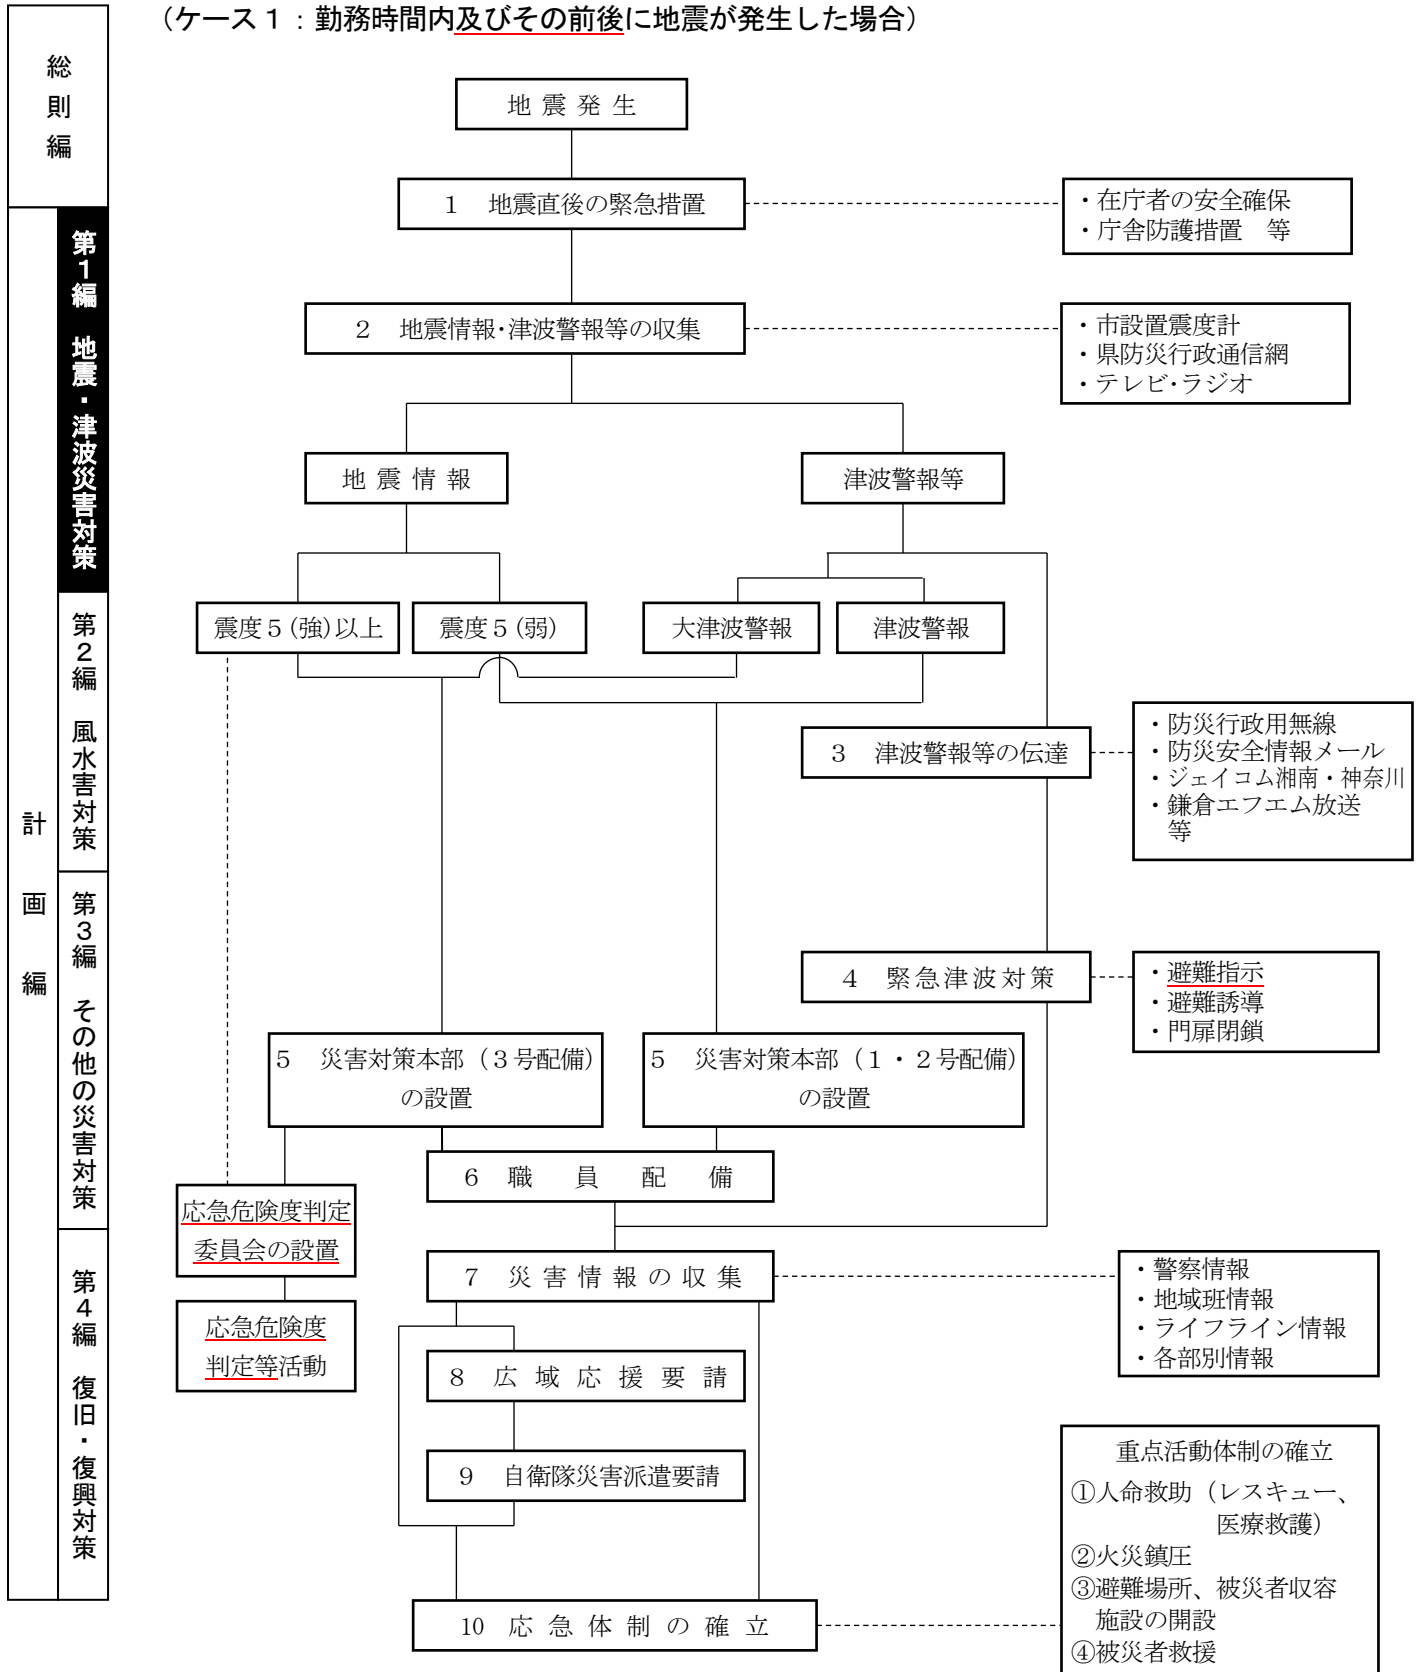 (ケース１：勤務時間内及びその前後に地震が発生した場合)
総則編
計画編
第１編 地震・津波災害対策
第２編 風水害対策
第３編 その他の災害対策
第４編 復旧・復興対策
地震発生
１ 地震直後の緊急措置
・在庁者の安全確保
・庁舎防護措置 等
２ 地震情報・津波警報等の収集
・市設置震度計
・県防災行政通信網
・テレビ・ラジオ
地震情報
津波警報等
震度５(強)以上
震度５(弱)
大津波警報
津波警報
３ 津波警報等の伝達
・防災行政用無線
・防災安全情報メール
・ジェイコム湘南・神奈川
・鎌倉エフエム放送
等
４ 緊急津波対策
・避難指示
・避難誘導
・門扉閉鎖
５ 災害対策本部（３号配備）
の設置
５ 災害対策本部（１・２号配備）
の設置
６ 職員配備
応急危険度判定
委員会の設置
７ 災害情報の収集
・警察情報
・地域班情報
・ライフライン情報
・各部別情報
応急危険度
判定等活動
８ 広域応援要請
９ 自衛隊災害派遣要請
10 応急体制の確立
重点活動体制の確立
①人命救助（レスキュー、
医療救護）
②火災鎮圧
③避難場所、被災者収容
施設の開設
④被災者救援